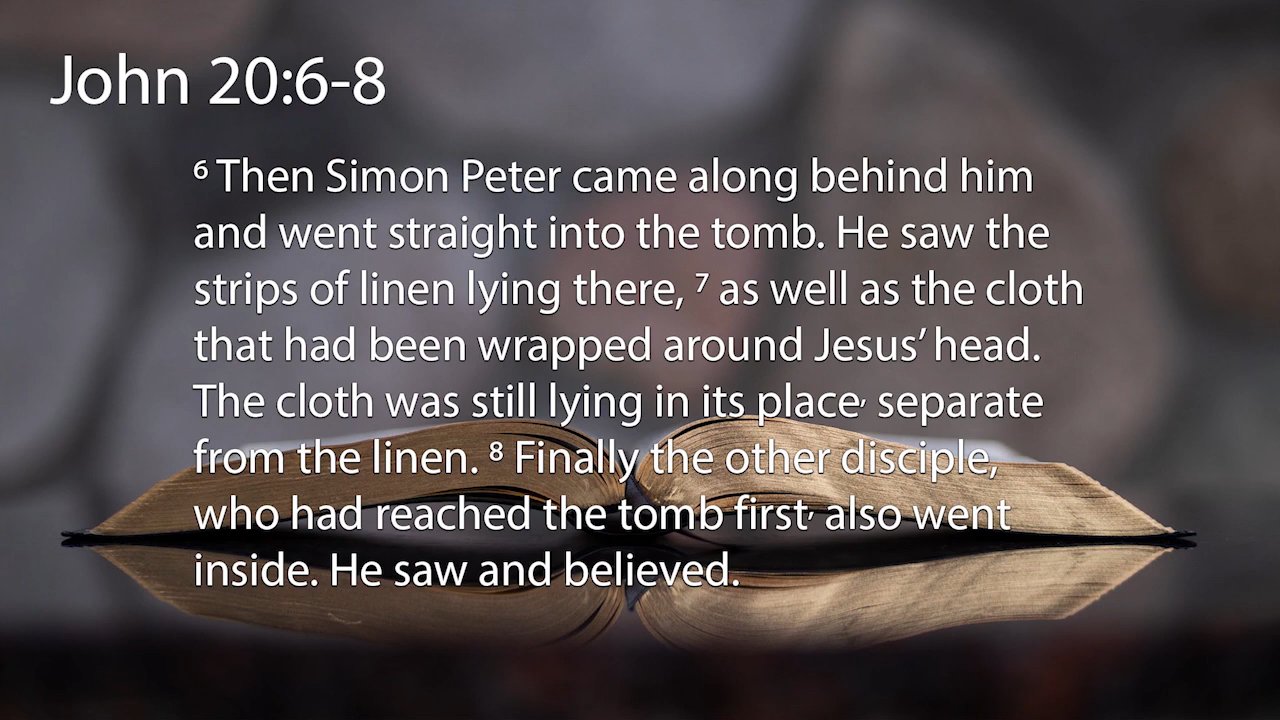 John 20:6-8
⁶ Then Simon Peter came along behind him
and went straight into the tomb. He saw the
strips of linen lying there, ⁷ as well as the cloth
that had been wrapped around Jesus’ head.
The cloth was still lying in its place, separate
from the linen. ⁸ Finally the other disciple,
who had reached the tomb first, also went
inside. He saw and believed.